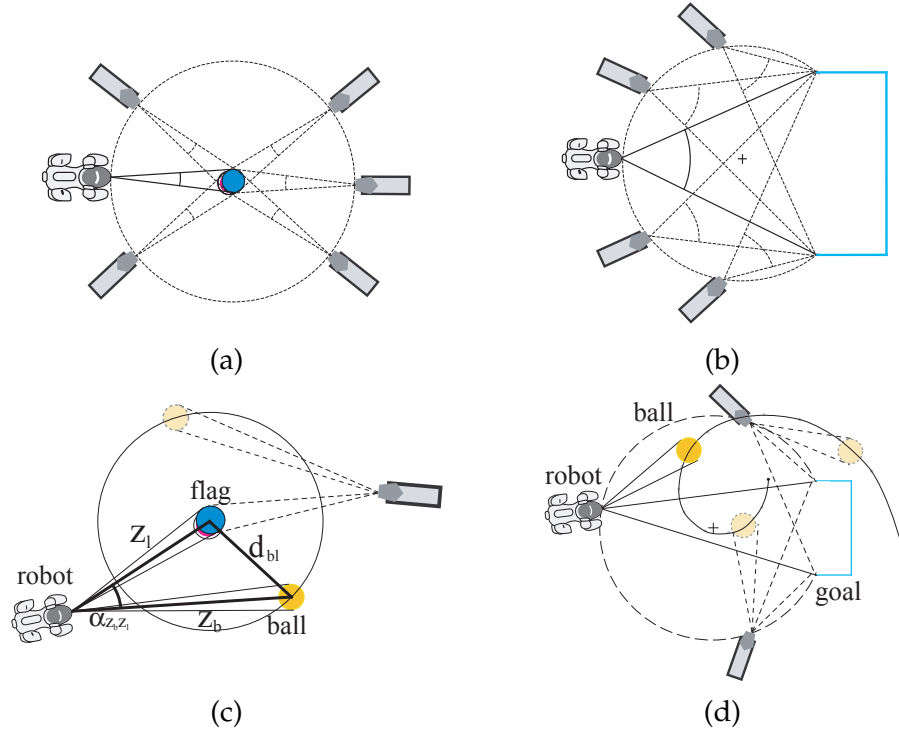 (a)
(b)
flag
z_l
d_bl
robot
α_{z_b z_l}
z_b
ball
(c)
ball
robot
goal
(d)